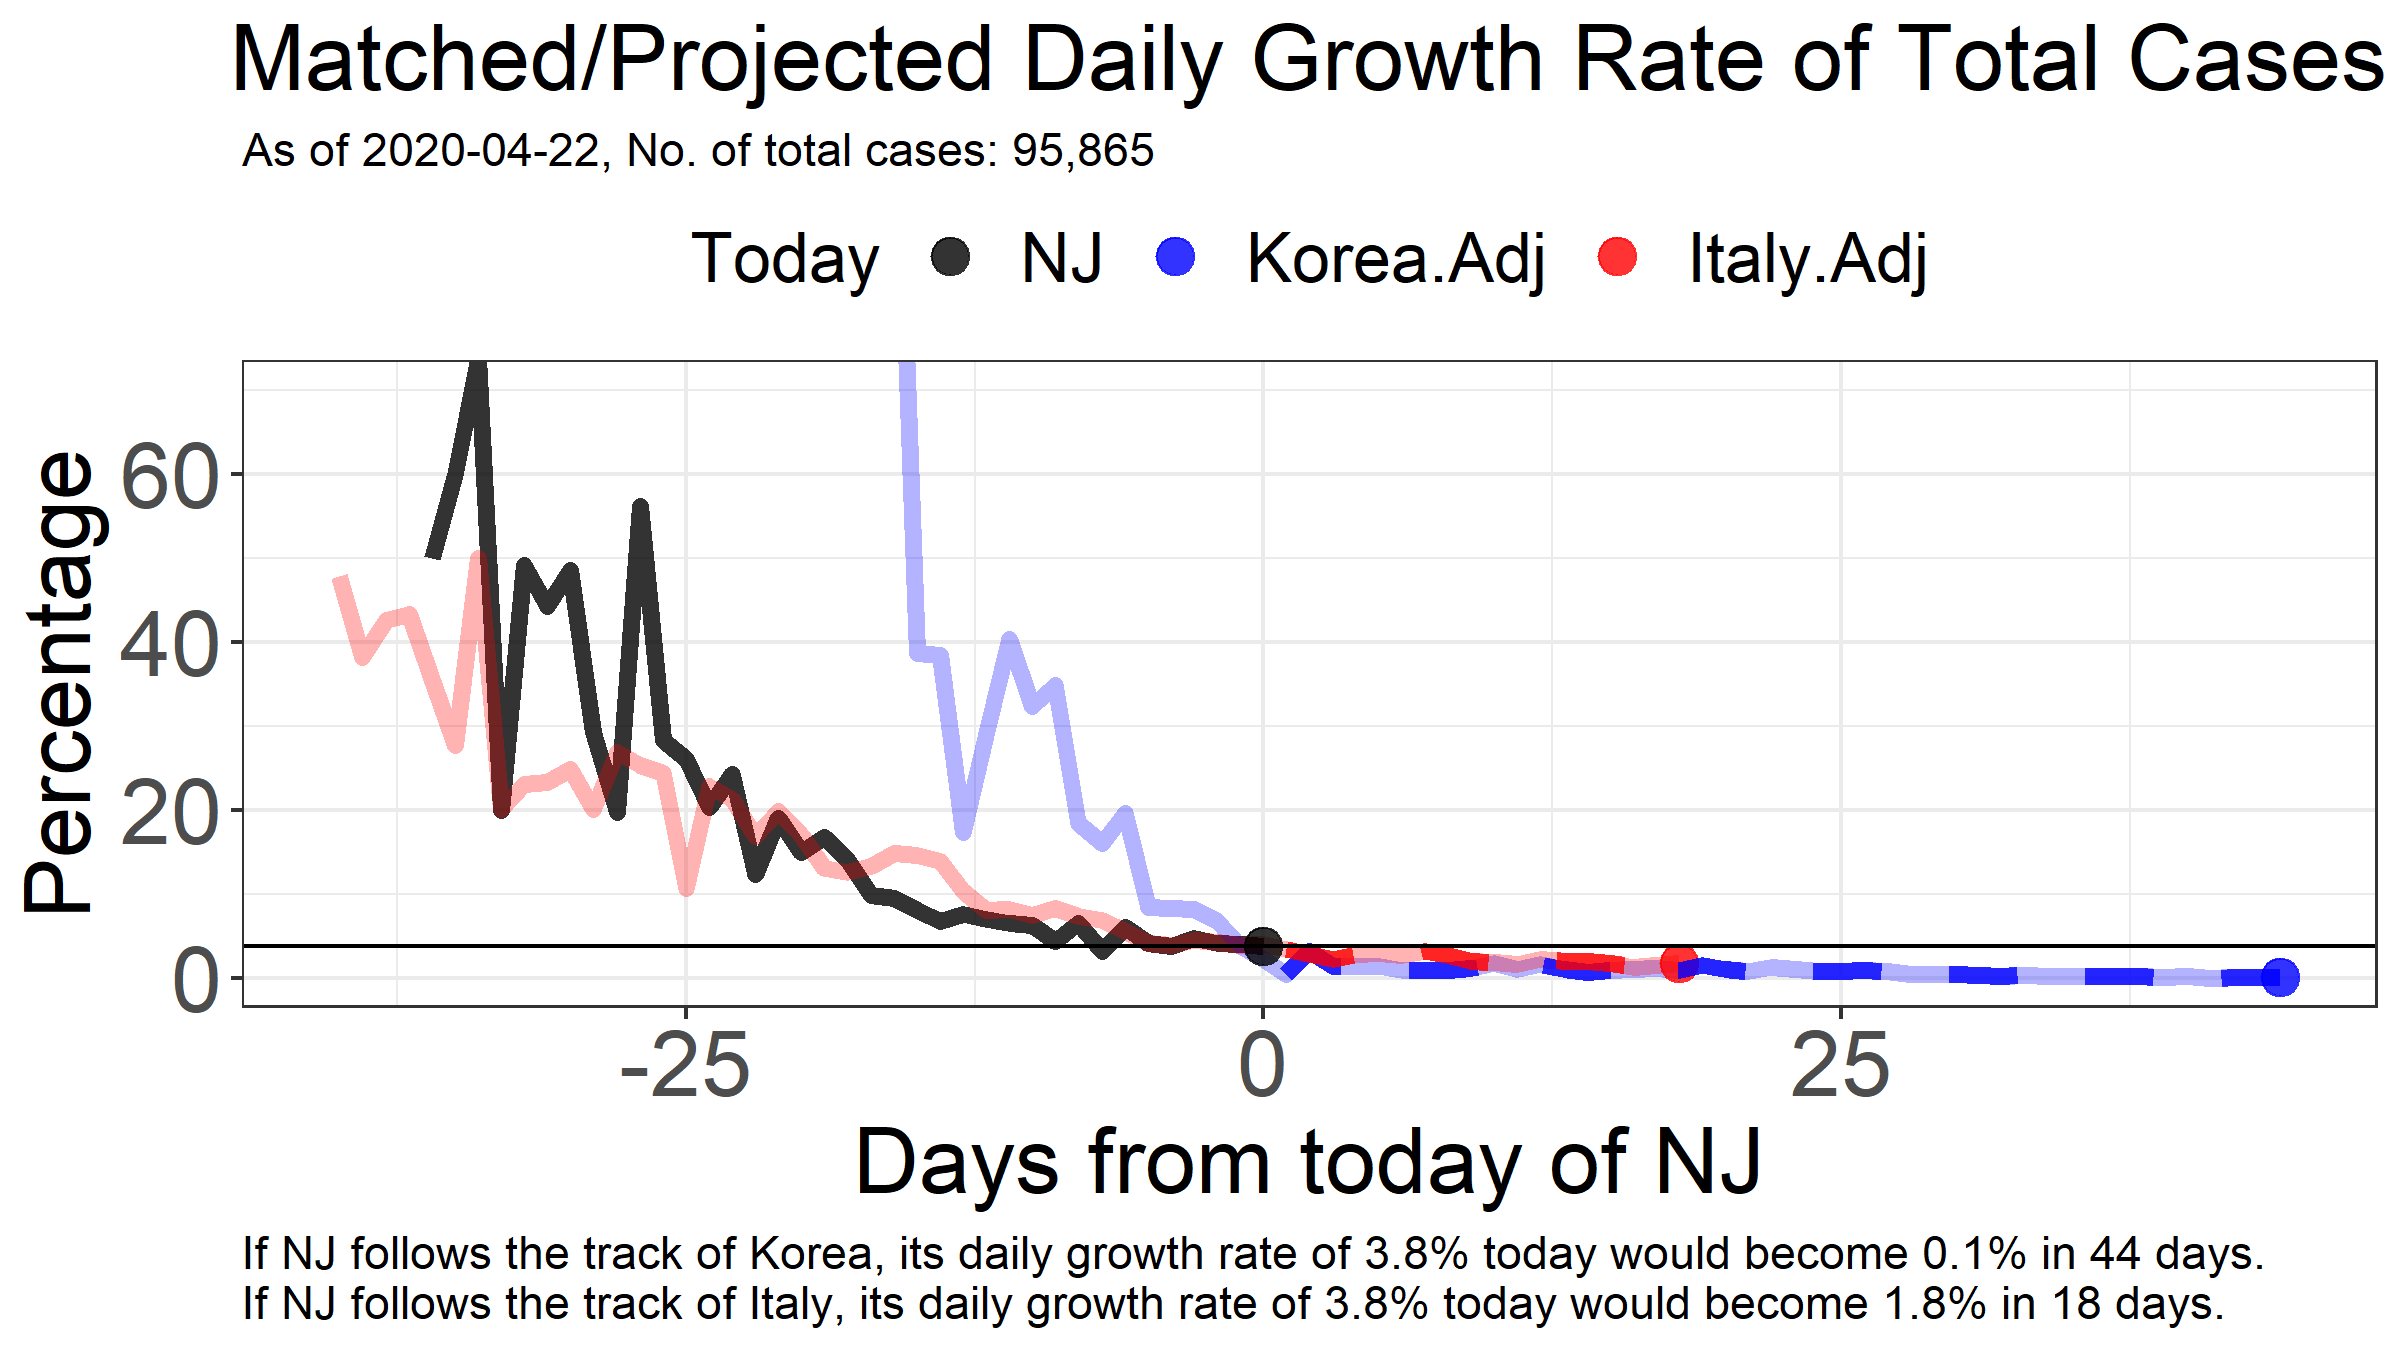 Matched/Projected Daily Growth Rate of Total Cases
As of 2020-04-22, No. of total cases: 95,865
Today NJ Korea.Adj Italy.Adj
Percentage
60
40
20
0
-25 0 25
Days from today of NJ
If NJ follows the track of Korea, its daily growth rate of 3.8% today would become 0.1% in 44 days.
If NJ follows the track of Italy, its daily growth rate of 3.8% today would become 1.8% in 18 days.